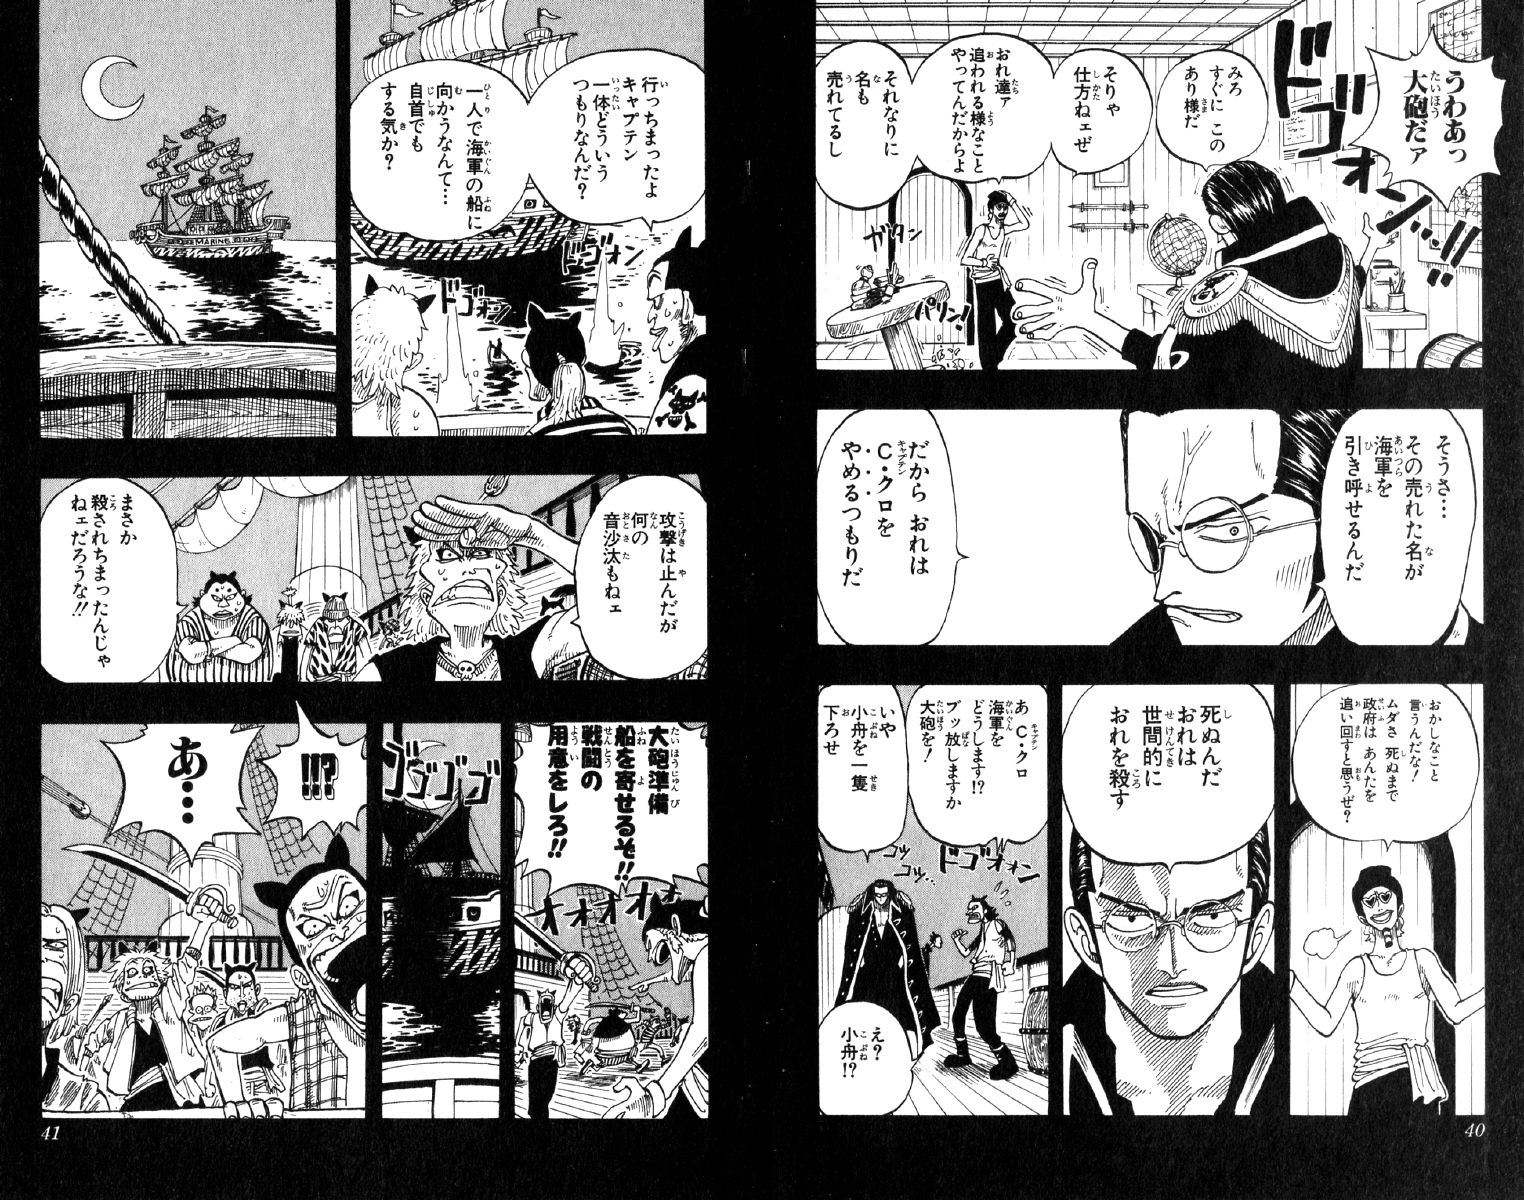 うわあっ
大砲だァ
ドゴゴォン…!!
みろ
すぐに この
あり様だ
そりゃ
仕方ねェぜ
おれ達ァ
追われる様なこと
やってんだからよ
それなりに
名も
売れてるし
ガタン
パリン!
そうさ…
その売れた名が
海軍を
引き呼せるんだ
だから おれは
C・クロを
やめるつもりだ
おかしなこと
言うんだな!
ムダさ 死ぬまで
政府は あんたを
追い回すと思うぜ?
死ぬんだ
おれは
世間的に
おれを殺す
あ C・クロ
海軍を
どうします!?
ブッ放しますか
大砲を!
いや
小舟を一隻
下ろせ
ドゴォォン
コッ
コツ…
え?
小舟
!?
40
行っちまったよ
キャプテン
一体どういう
つもりなんだ?
一人で海軍の船に
向かうなんて…
自首でも
する気か?
ドゴォン
ドゴォン
MARINE
攻撃は止んだが
何の
音沙汰もねェ
まさか
殺されちまったんじゃ
ねェだろうな!!
大砲準備
船を寄せるぞ!!
戦闘の
用意をしろ!!
オオオオォォ
ゴゴゴゴ
!!!?
あ…
41